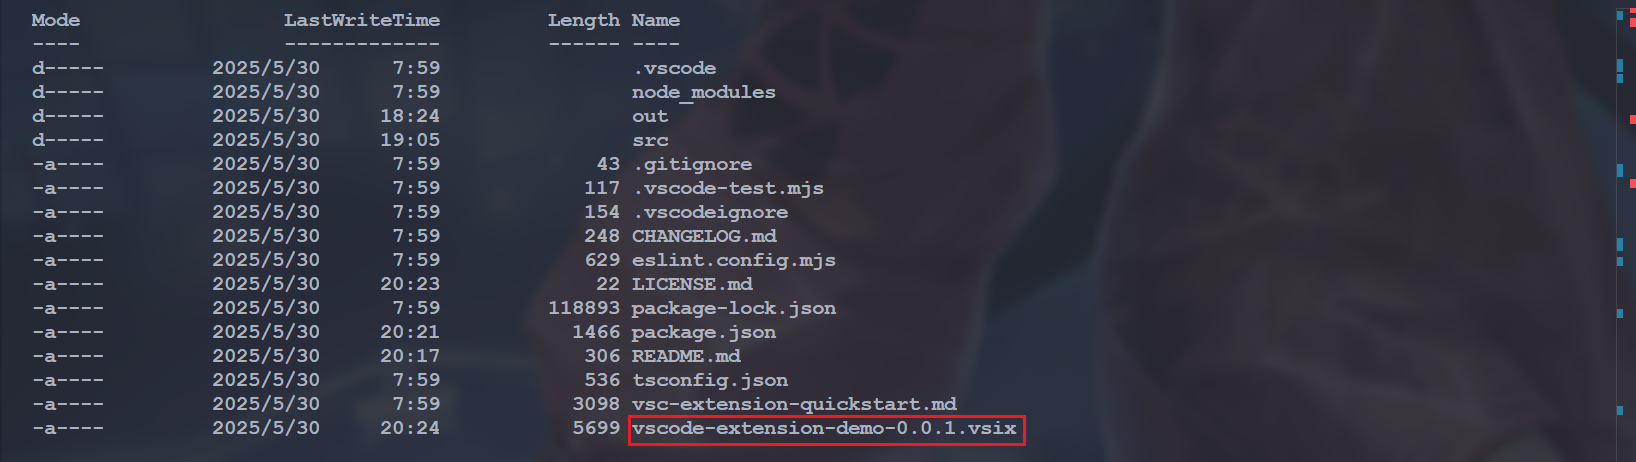 Mode LastWriteTime Length Name
---- ------------- ------ ----
d----- 2025/5/30 7:59 .vscode
d----- 2025/5/30 7:59 node_modules
d----- 2025/5/30 18:24 out
d----- 2025/5/30 19:05 src
-a---- 2025/5/30 7:59 43 .gitignore
-a---- 2025/5/30 7:59 117 .vscode-test.mjs
-a---- 2025/5/30 7:59 154 .vscodeignore
-a---- 2025/5/30 7:59 248 CHANGELOG.md
-a---- 2025/5/30 7:59 629 eslint.config.mjs
-a---- 2025/5/30 20:23 22 LICENSE.md
-a---- 2025/5/30 7:59 118893 package-lock.json
-a---- 2025/5/30 20:21 1466 package.json
-a---- 2025/5/30 20:17 306 README.md
-a---- 2025/5/30 7:59 536 tsconfig.json
-a---- 2025/5/30 7:59 3098 vsc-extension-quickstart.md
-a---- 2025/5/30 20:24 5699 vscode-extension-demo-0.0.1.vsix